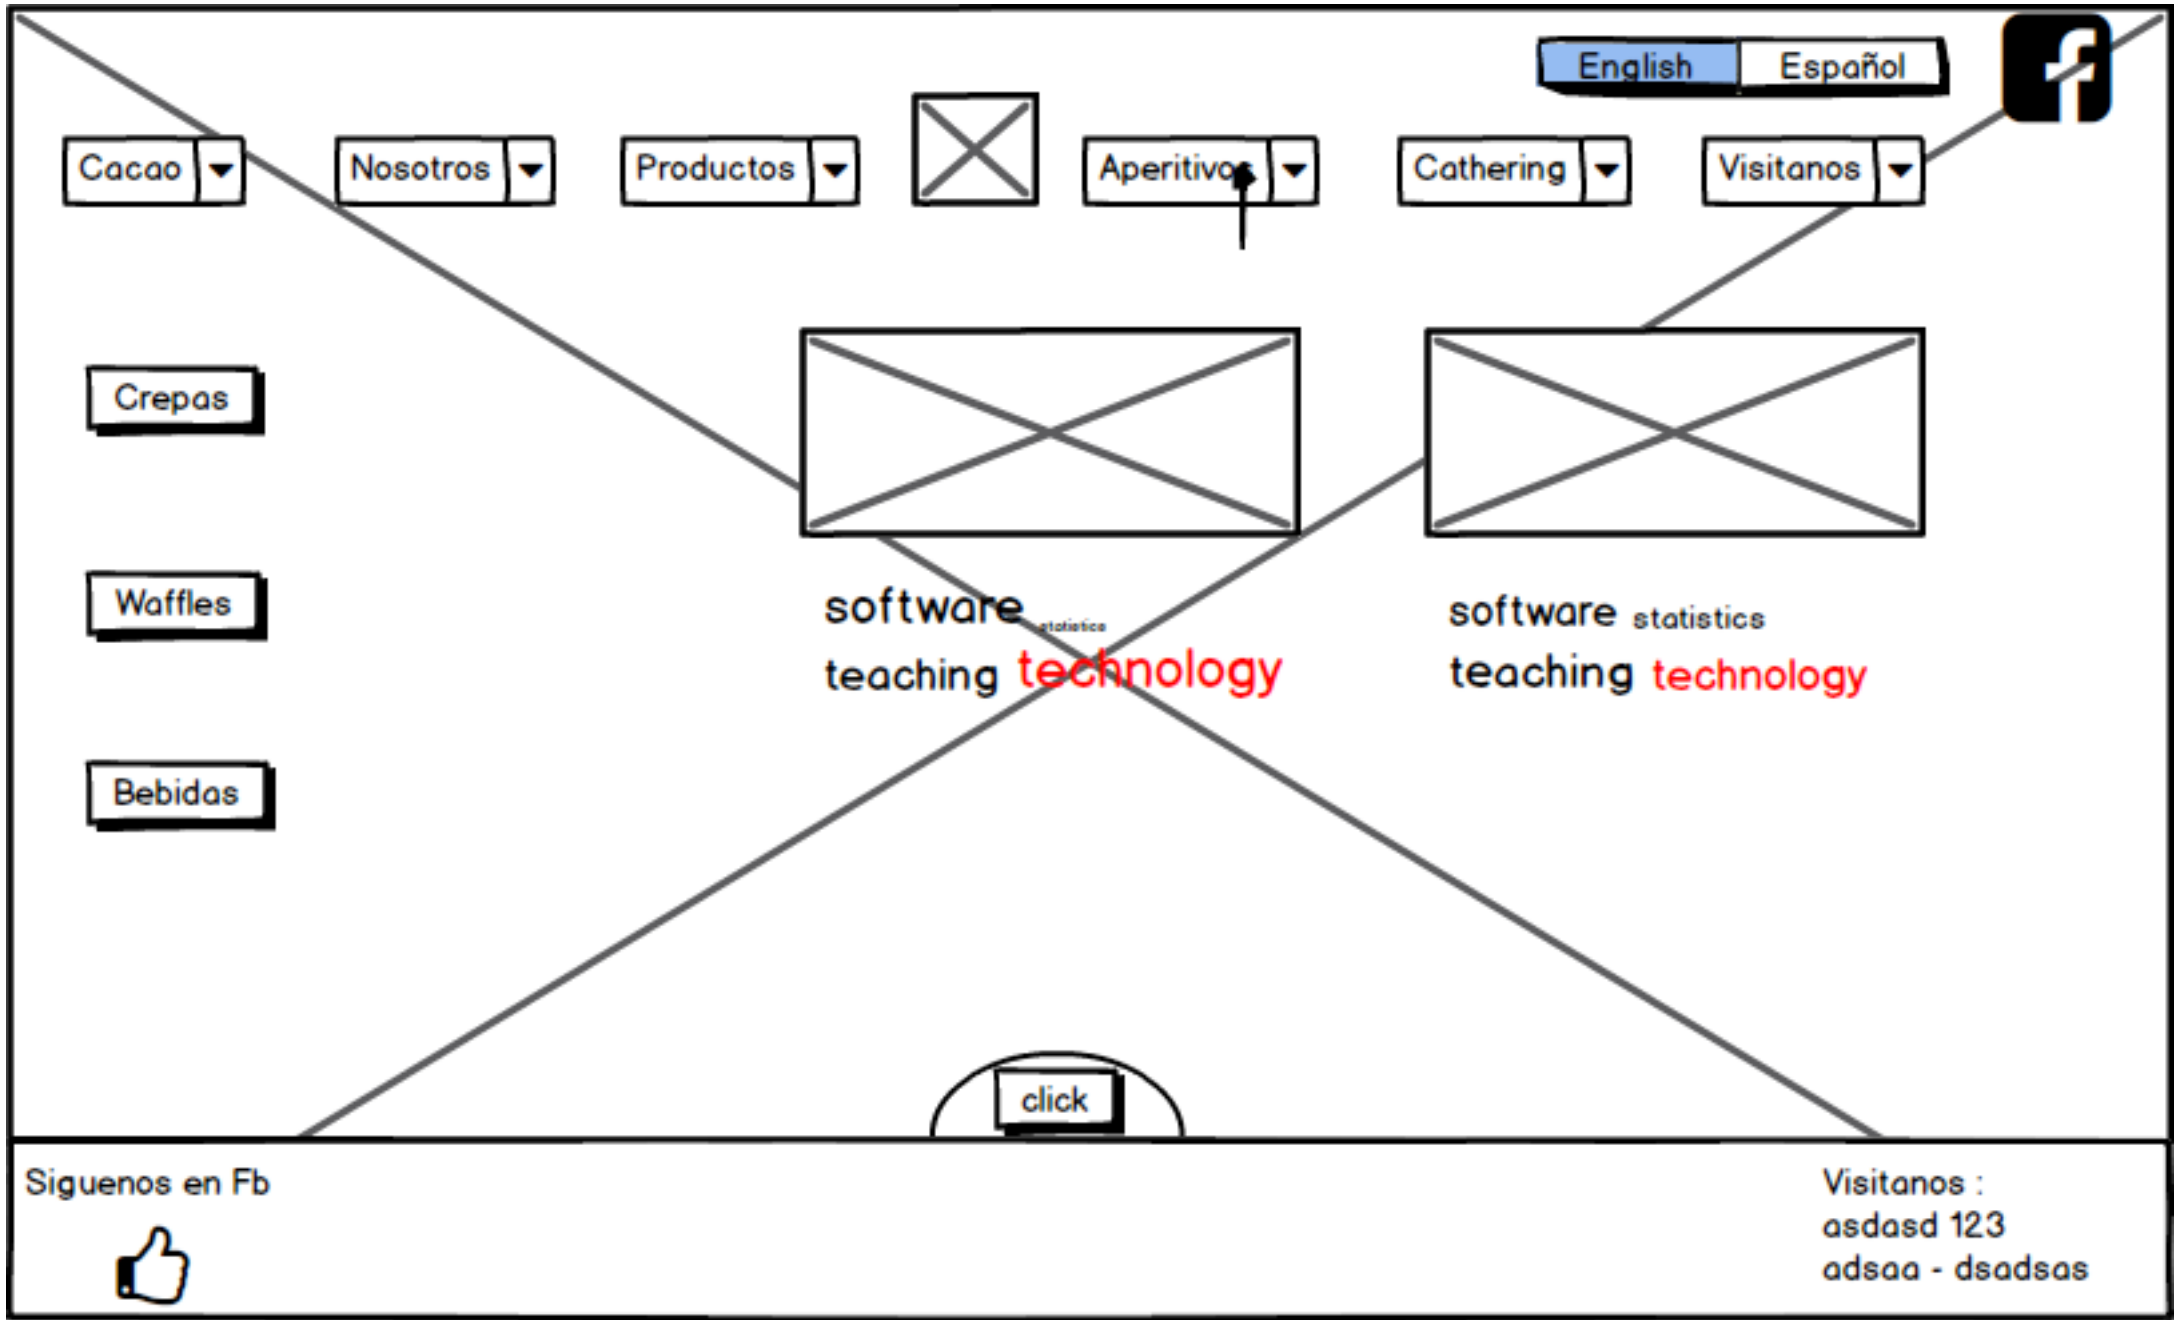 English Español
Cacao Nosotros Productos Aperitivos Cathering Visitanos
Crepas
Waffles
Bebidas
software statistics
teaching technology
software statistics
teaching technology
click
Siguenos en Fb
Visitanos :
asdasd 123
adsaa - dsadsas